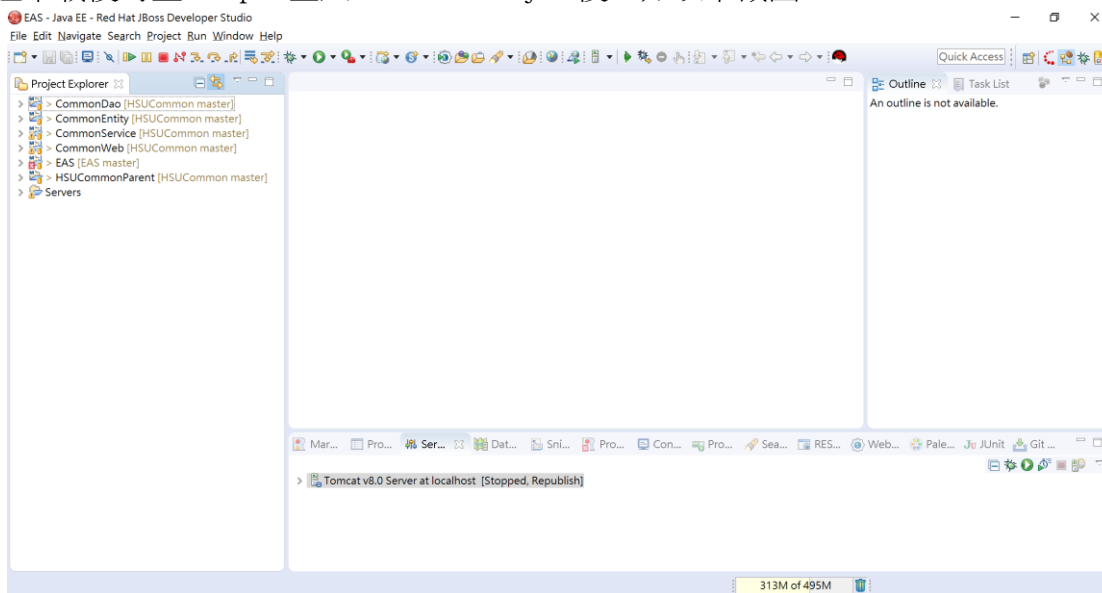 EAS - Java EE - Red Hat JBoss Developer Studio
File Edit Navigate Search Project Run Window Help
Quick Access
Project Explorer
> CommonDao [HSUCommon master]
> CommonEntity [HSUCommon master]
> CommonService [HSUCommon master]
> CommonWeb [HSUCommon master]
> EAS [EAS master]
> HSUCommonParent [HSUCommon master]
Servers
Outline
Task List
An outline is not available.
Mar... Pro... Ser... Dat... Sni... Pro... Con... Pro... Sea... RES... Web... Pale... JUnit Git ...
Tomcat v8.0 Server at localhost [Stopped, Republish]
313M of 495M